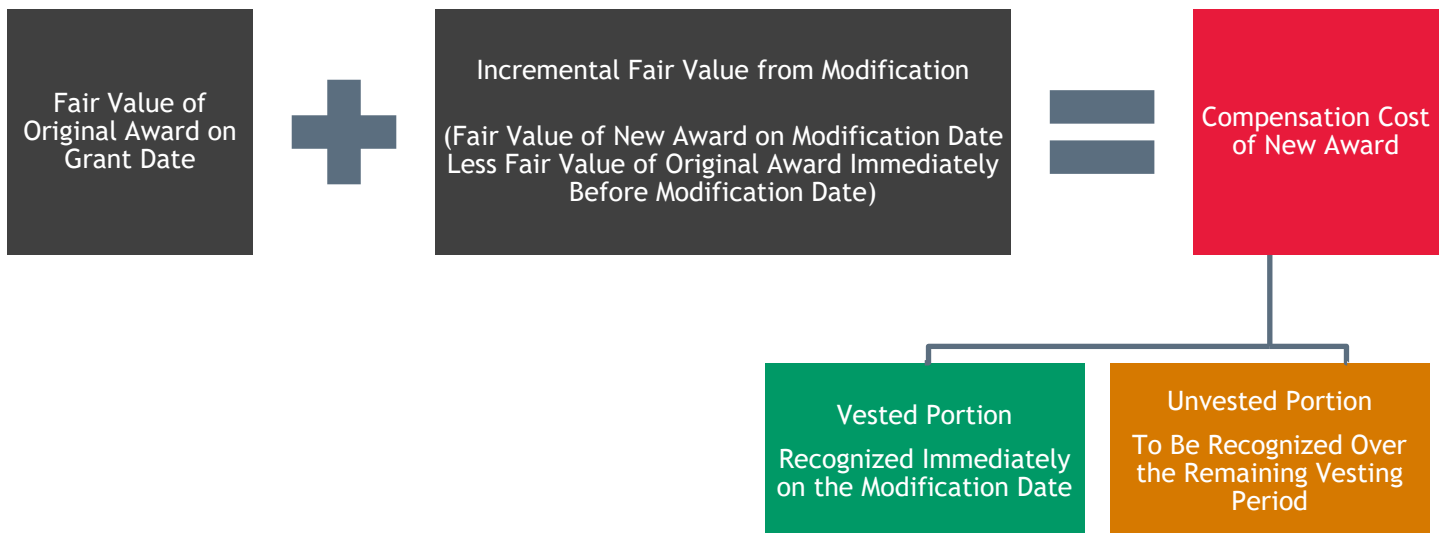 Fair Value of
Original Award on
Grant Date
Incremental Fair Value from Modification
(Fair Value of New Award on Modification Date
Less Fair Value of Original Award Immediately
Before Modification Date)
Compensation Cost
of New Award
Vested Portion
Recognized Immediately
on the Modification Date
Unvested Portion
To Be Recognized Over
the Remaining Vesting
Period